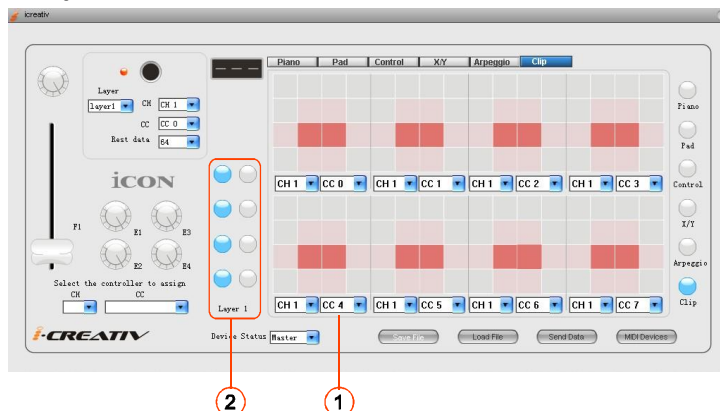 icreativ
Piano Pad Control X/Y Arpeggio Clip
Layer
layer1 CH CH 1
CC CC 0
Rest data 64
Piano
Pad
iCON
CH 1 CC 0 CH 1 CC 1 CH 1 CC 2 CH 1 CC 3
Control
X/Y
F1 E1 E3
E2 E4
Arpeggio
Select the controller to assign
CH CC
Clip
Layer 1
CH 1 CC 4 CH 1 CC 5 CH 1 CC 6 CH 1 CC 7
i-CREATIV
Device Status Master Save File Load File Send Data MIDI Devices
2 1